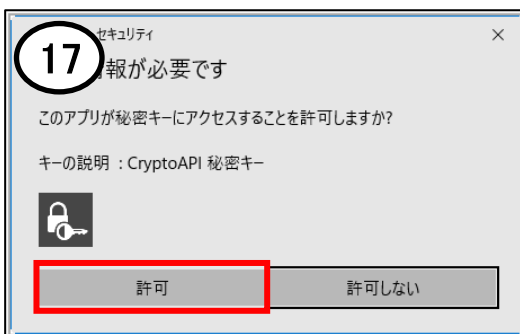 セキュリティ
17
報が必要です
このアプリが秘密キーにアクセスすることを許可しますか?
キーの説明 : CryptoAPI 秘密キー
許可
許可しない